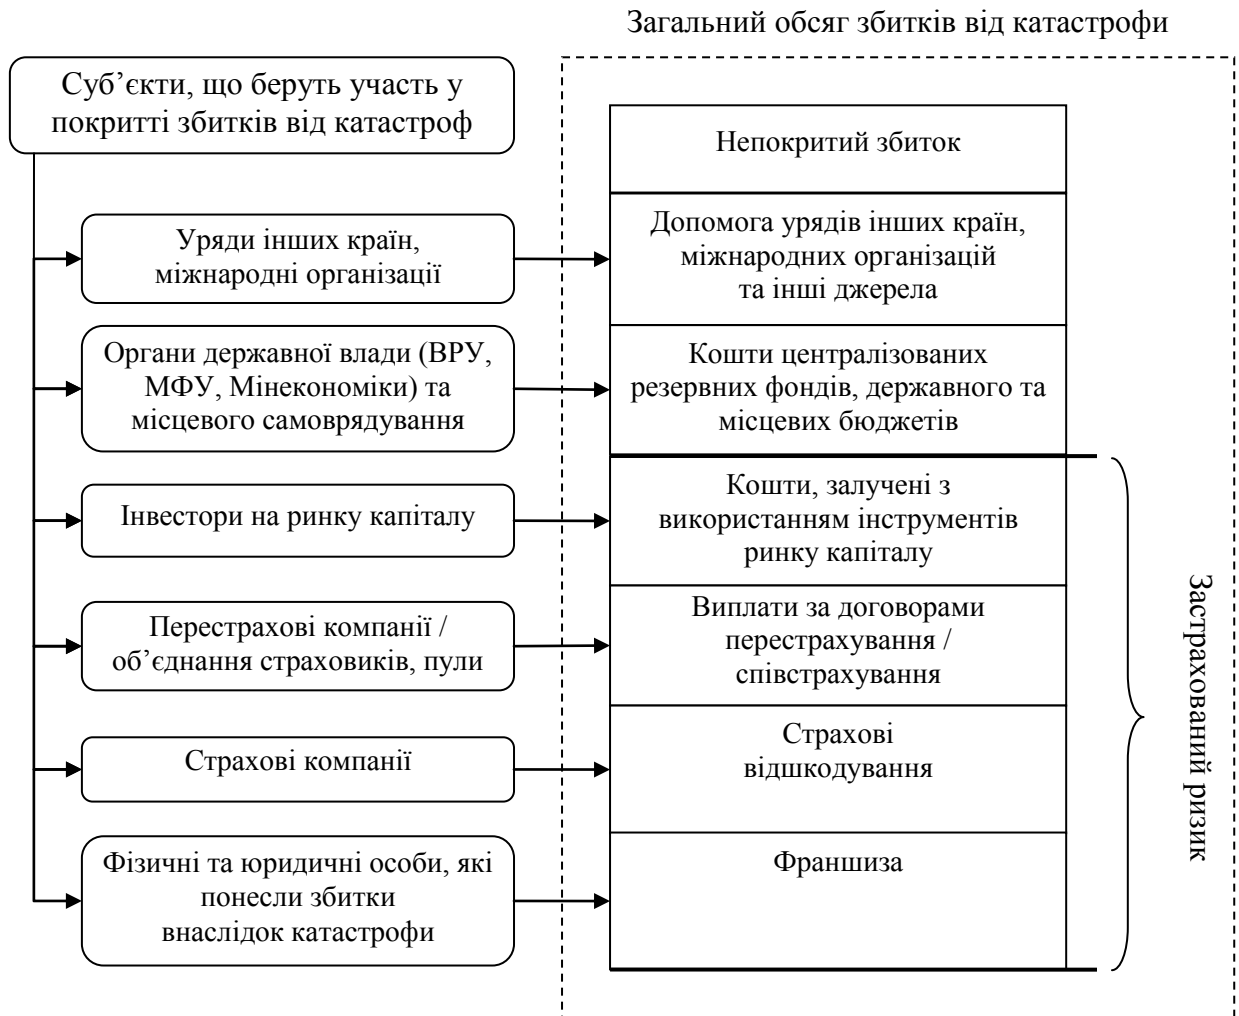 Загальний обсяг збитків від катастрофи
Суб’єкти, що беруть участь у
покритті збитків від катастроф
Непокритий збиток
Уряди інших країн,
міжнародні організації
Допомога урядів інших країн,
міжнародних організацій
та інші джерела
Органи державної влади (ВРУ,
МФУ, Мінекономіки) та
місцевого самоврядування
Кошти централізованих
резервних фондів, державного та
місцевих бюджетів
Інвестори на ринку капіталу
Кошти, залучені з
використанням інструментів
ринку капіталу
Перестрахові компанії /
об’єднання страховиків, пули
Виплати за договорами
перестрахування /
співстрахування
Страхові компанії
Страхові
відшкодування
Фізичні та юридичні особи, які
понесли збитки
внаслідок катастрофи
Франшиза
Застрахований ризик